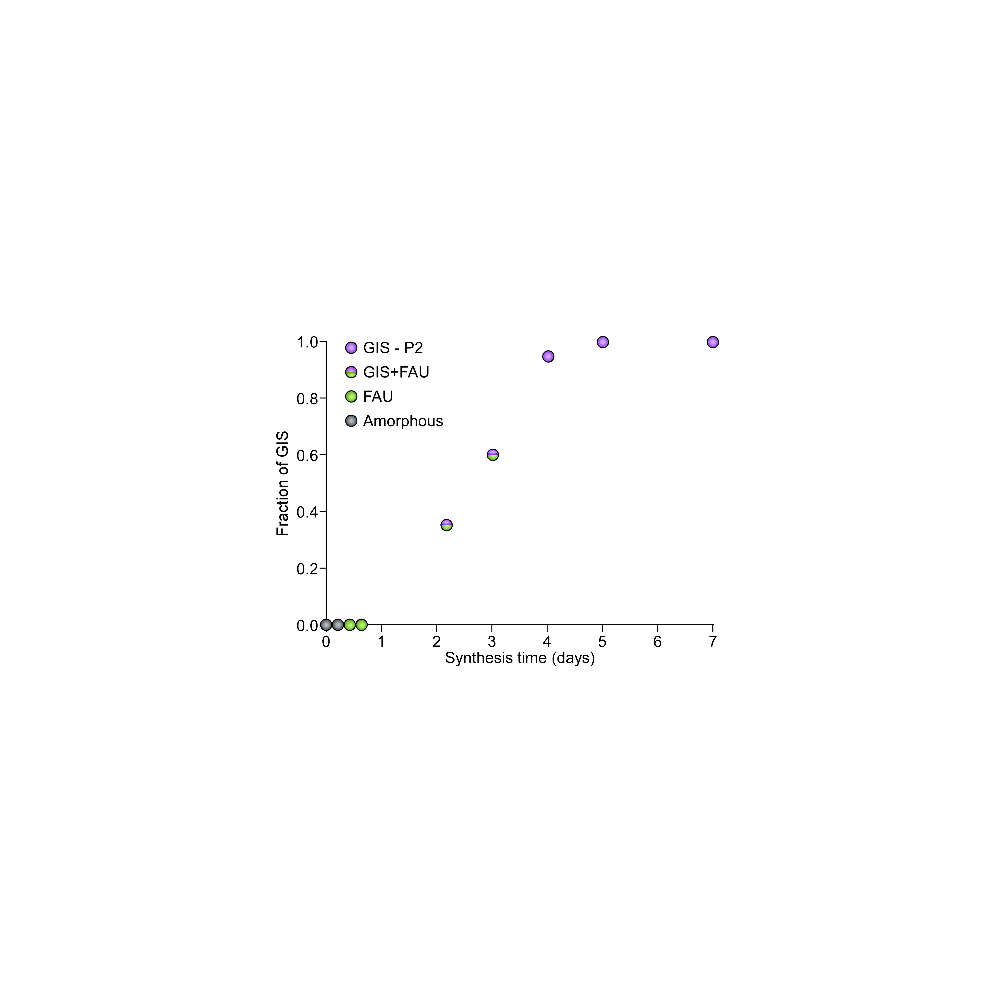 1.0
0.8
0.6
0.4
0.2
0.0
Fraction of GIS
GIS - P2
GIS+FAU
FAU
Amorphous
0 1 2 3 4 5 6 7
Synthesis time (days)